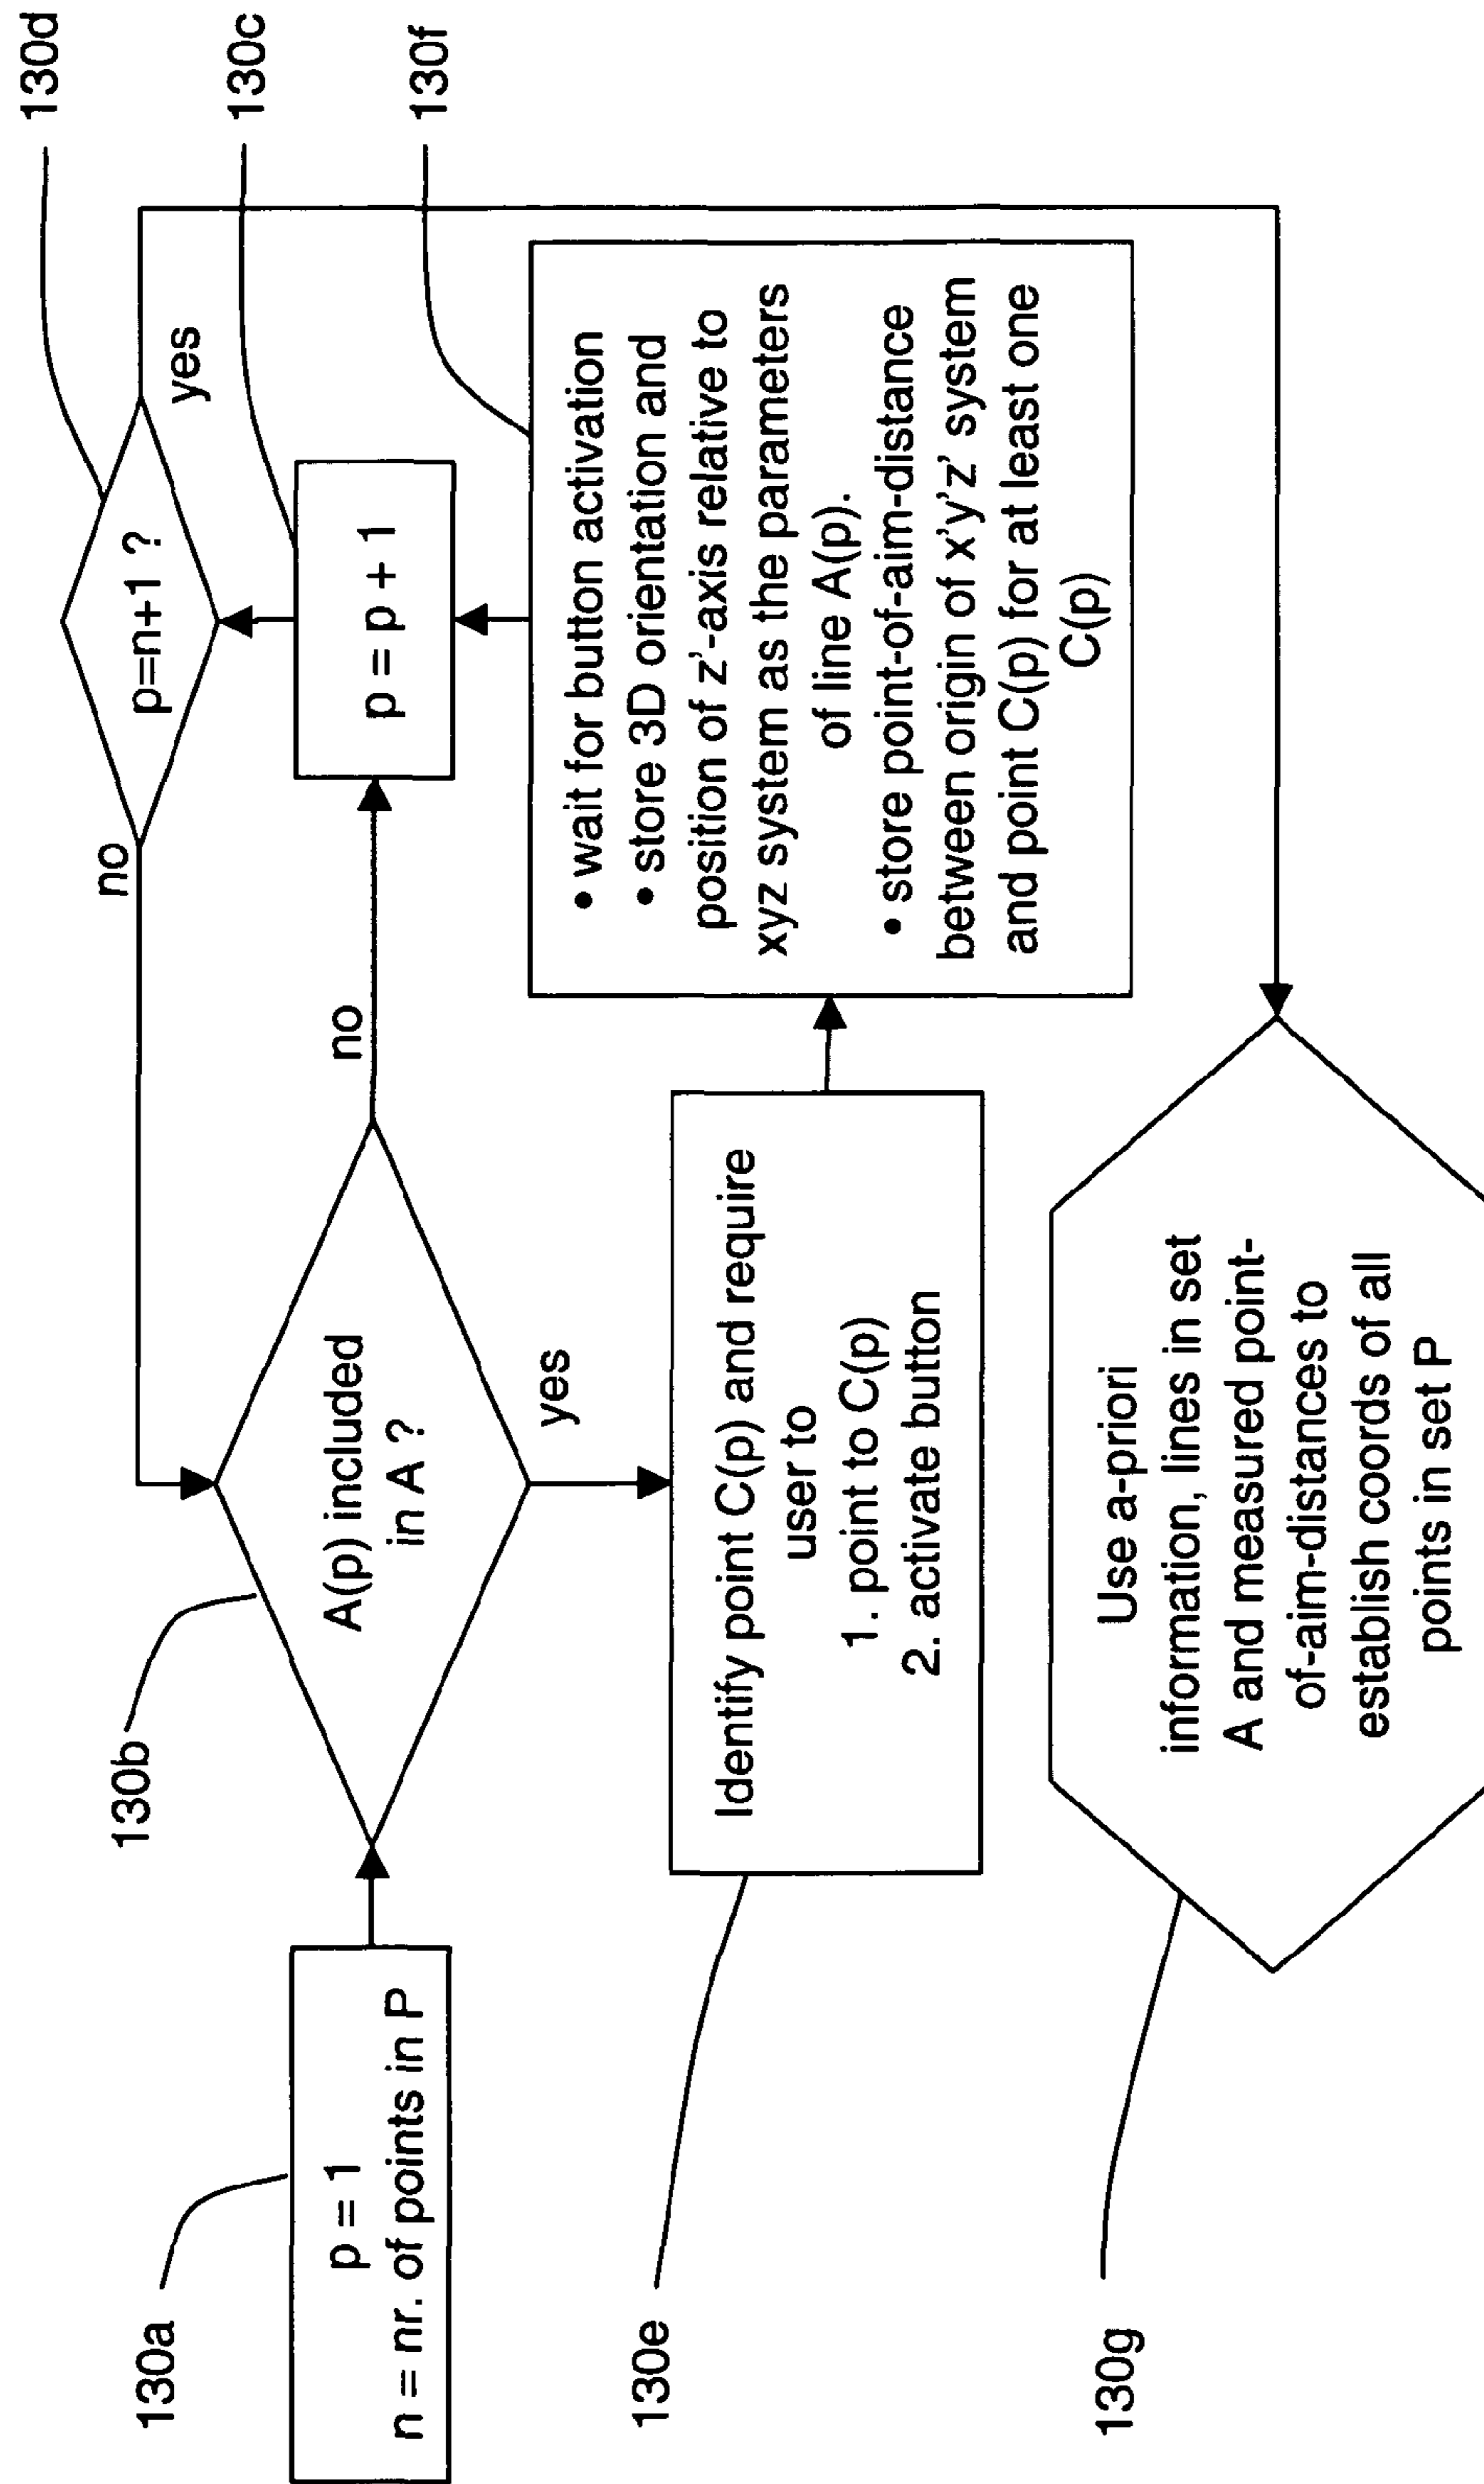 130a
p = 1
n = nr. of points in P
130b
A(p) included
in A ?
no
yes
130c
p = p + 1
130d
p=n+1 ?
no
yes
130e
Identify point C(p) and require
user to
1. point to C(p)
2. activate button
130f
• wait for button activation
• store 3D orientation and
position of z'-axis relative to
xyz system as the parameters
of line A(p).
• store point-of-aim-distance
between origin of x'y'z' system
and point C(p) for at least one
C(p)
130g
Use a-priori
information, lines in set
A and measured point-
of-aim-distances to
establish coords of all
points in set P